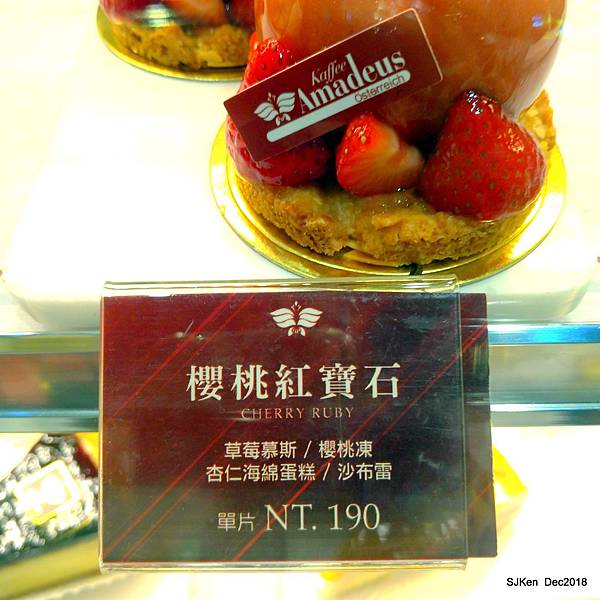 Kaffee
Amadeus
Österreich
櫻桃紅寶石
CHERRY RUBY
草莓慕斯 / 櫻桃凍
杏仁海綿蛋糕 / 沙布雷
單片 NT. 190
SJKen Dec2018